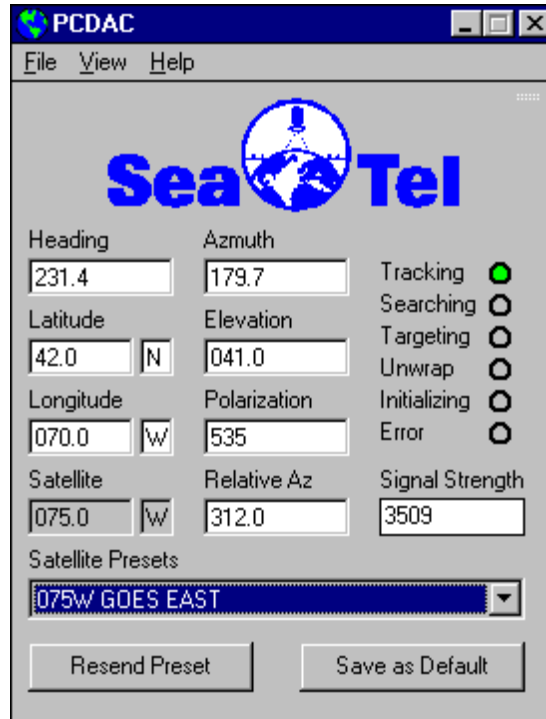 PCDAC
File View Help
Sea Tel
Heading Azimuth
231.4 179.7
Tracking
Searching
Latitude Elevation
Targeting
42.0 N 041.0
Unwrap
Longitude Polarization
Initializing
070.0 W 535
Error
Satellite Relative Az Signal Strength
075.0 W 312.0 3509
Satellite Presets
075W GOES EAST
Resend Preset Save as Default